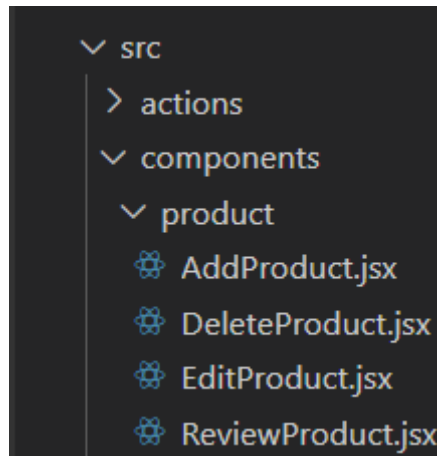 src
actions
components
product
AddProduct.jsx
DeleteProduct.jsx
EditProduct.jsx
ReviewProduct.jsx